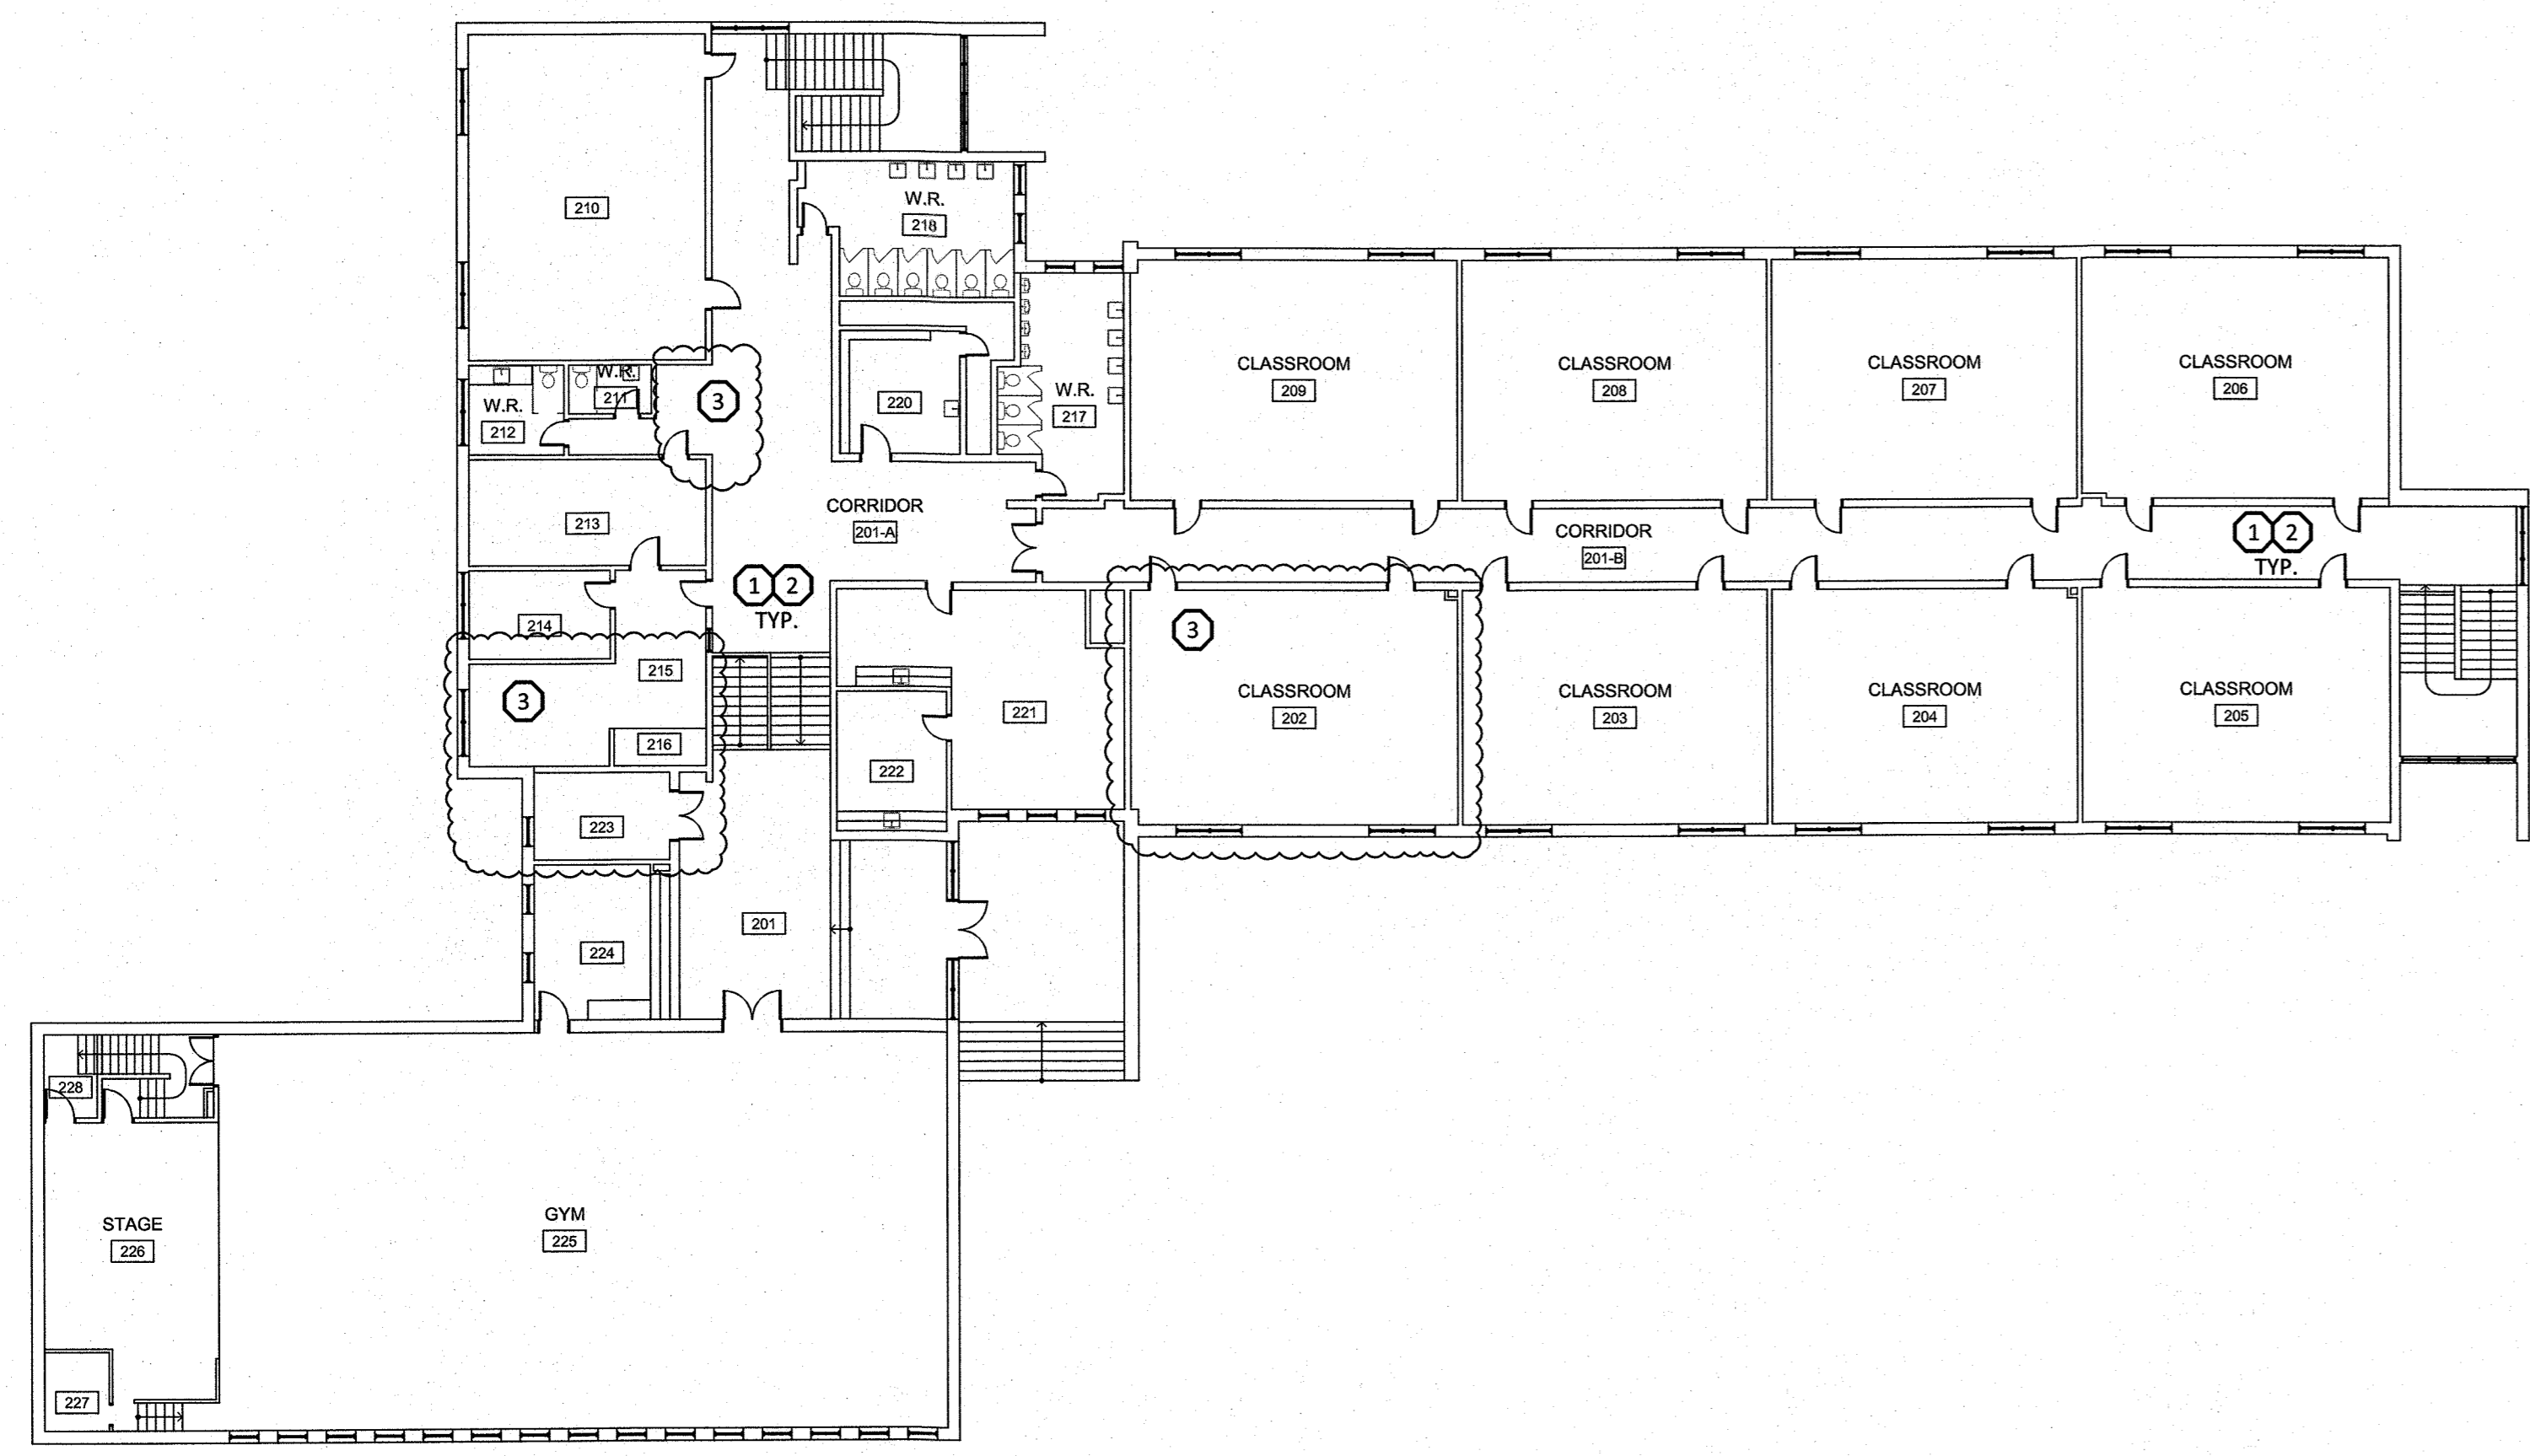 210
W.R.
218
CLASSROOM
209
CLASSROOM
208
CLASSROOM
207
CLASSROOM
206
W.R.
211
W.R.
212
3
220
W.R.
217
213
CORRIDOR
201-A
CORRIDOR
201-B
1 2
TYP.
1 2
TYP.
214
215
3
216
221
222
3
CLASSROOM
202
CLASSROOM
203
CLASSROOM
204
CLASSROOM
205
223
224
201
228
STAGE
226
GYM
225
227